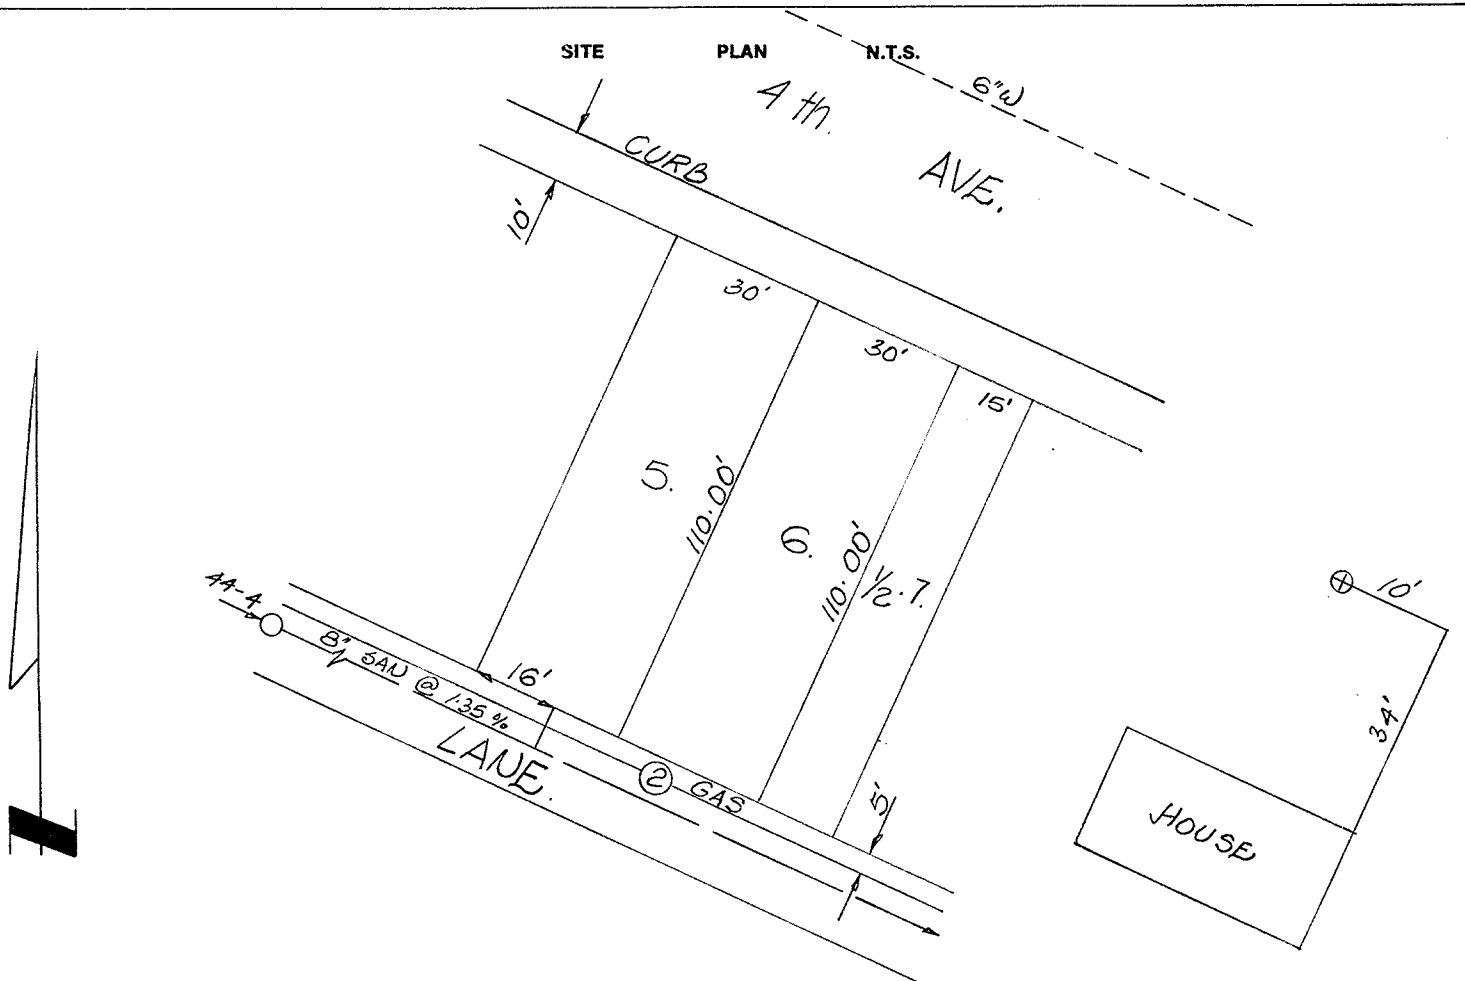 SITE PLAN N.T.S.
6"W
4 th.
AVE.
CURB
10'
30'
30'
15'
5.
110.00'
6.
110.00'
1/2.7.
44-4
8" SAN @ 1.35 %
16'
LANE.
2 GAS
5'
10'
34'
HOUSE